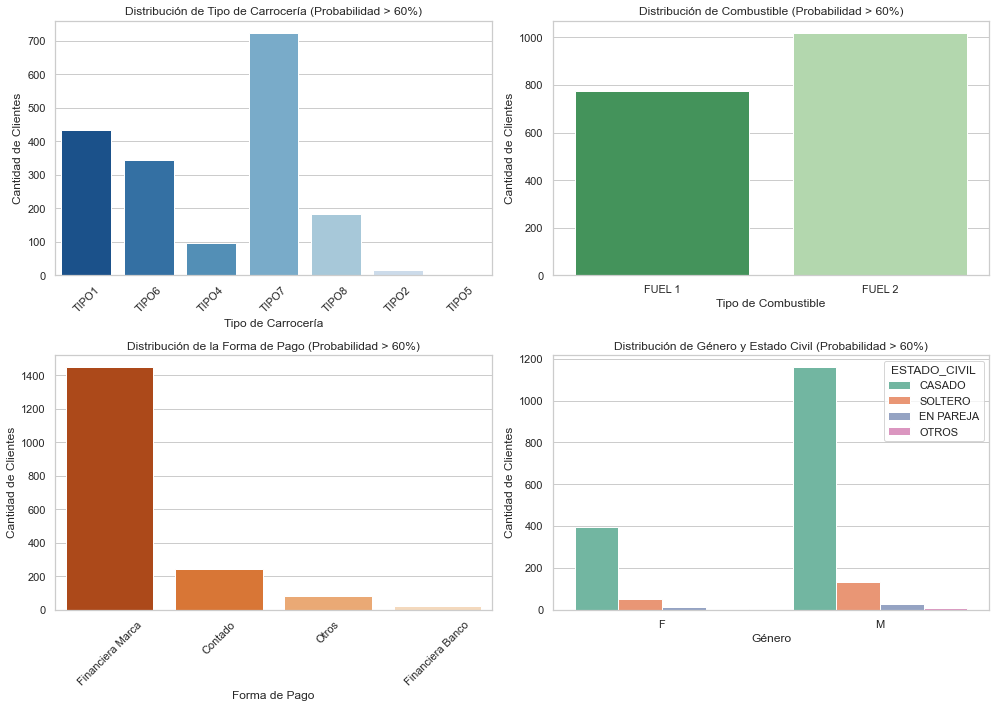 Distribución de Tipo de Carrocería (Probabilidad > 60%)
Cantidad de Clientes
700
600
500
400
300
200
100
0
TIPO1
TIPO6
TIPO4
TIPO7
TIPO8
TIPO2
TIPO5
Tipo de Carrocería
Distribución de Combustible (Probabilidad > 60%)
Cantidad de Clientes
1000
800
600
400
200
0
FUEL 1
FUEL 2
Tipo de Combustible
Distribución de la Forma de Pago (Probabilidad > 60%)
Cantidad de Clientes
1400
1200
1000
800
600
400
200
0
Financiera Marca
Contado
Otros
Financiera Banco
Forma de Pago
Distribución de Género y Estado Civil (Probabilidad > 60%)
Cantidad de Clientes
1200
1000
800
600
400
200
0
ESTADO_CIVIL
CASADO
SOLTERO
EN PAREJA
OTROS
F
M
Género